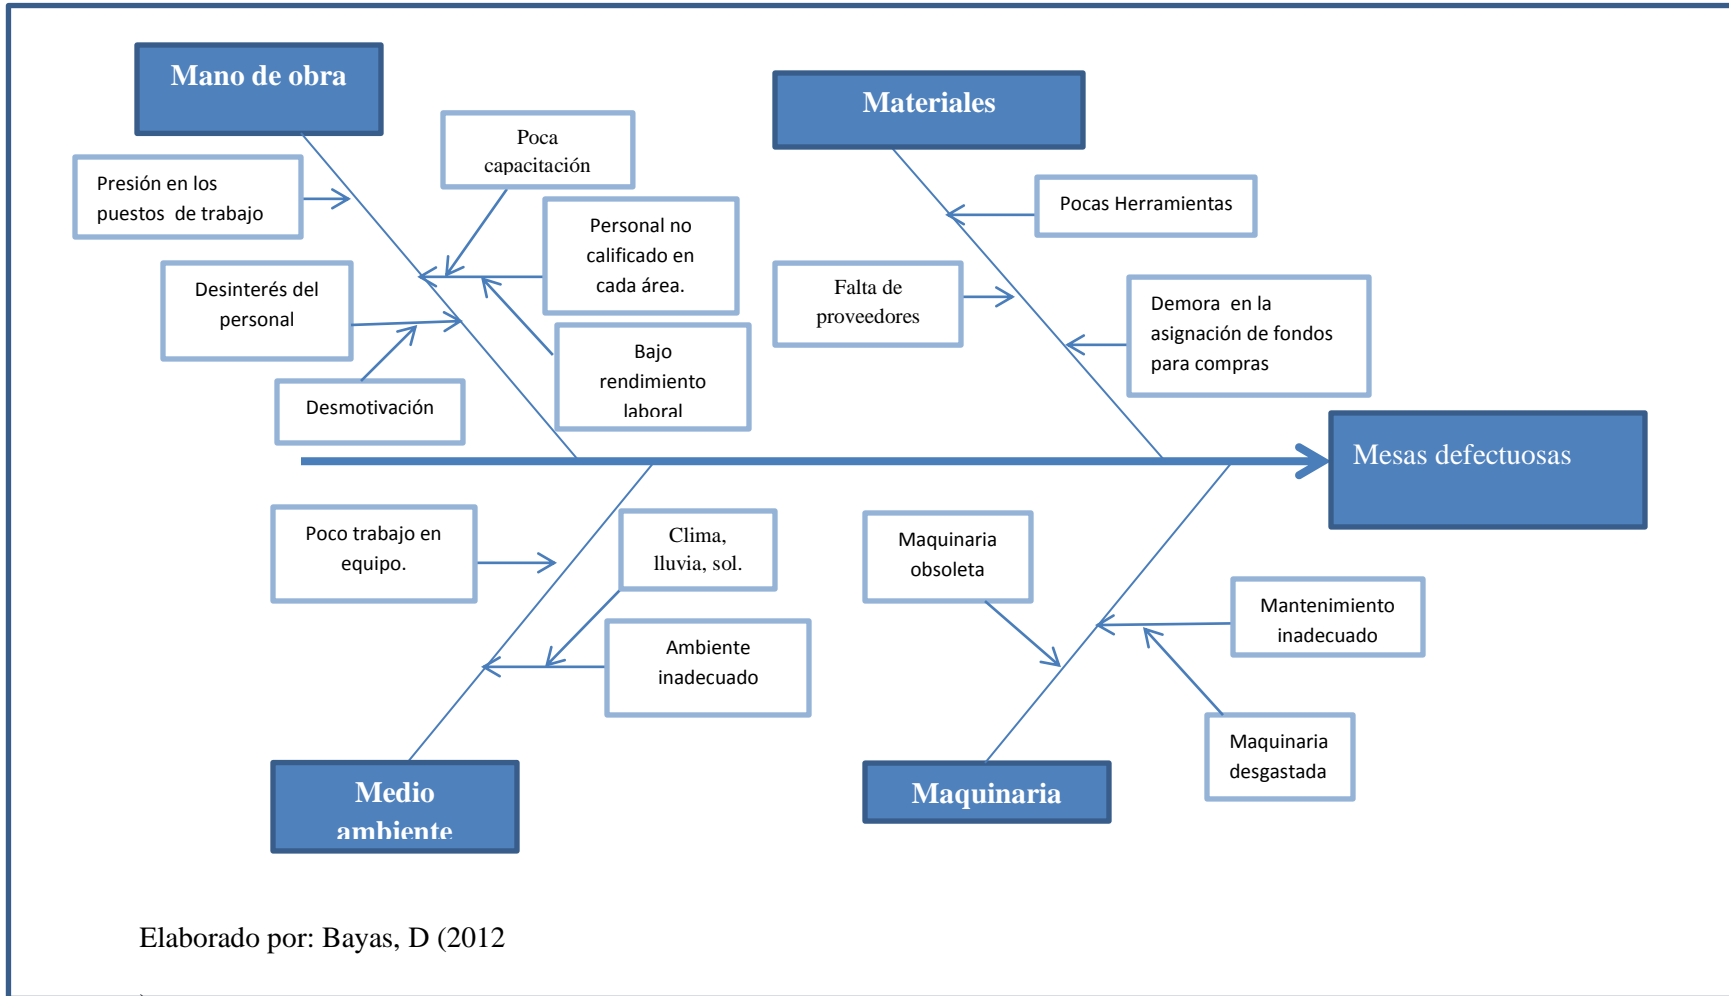 Mano de obra
Materiales
Poca
capacitación
Presión en los
puestos de trabajo
Personal no
calificado en
cada área.
Pocas Herramientas
Desinterés del
personal
Falta de
proveedores
Demora en la
asignación de fondos
para compras
Bajo
rendimiento
laboral
Desmotivación
Mesas defectuosas
Poco trabajo en
equipo.
Clima,
lluvia, sol.
Maquinaria
obsoleta
Mantenimiento
inadecuado
Ambiente
inadecuado
Maquinaria
desgastada
Medio
ambiente
Maquinaria
Elaborado por: Bayas, D (2012